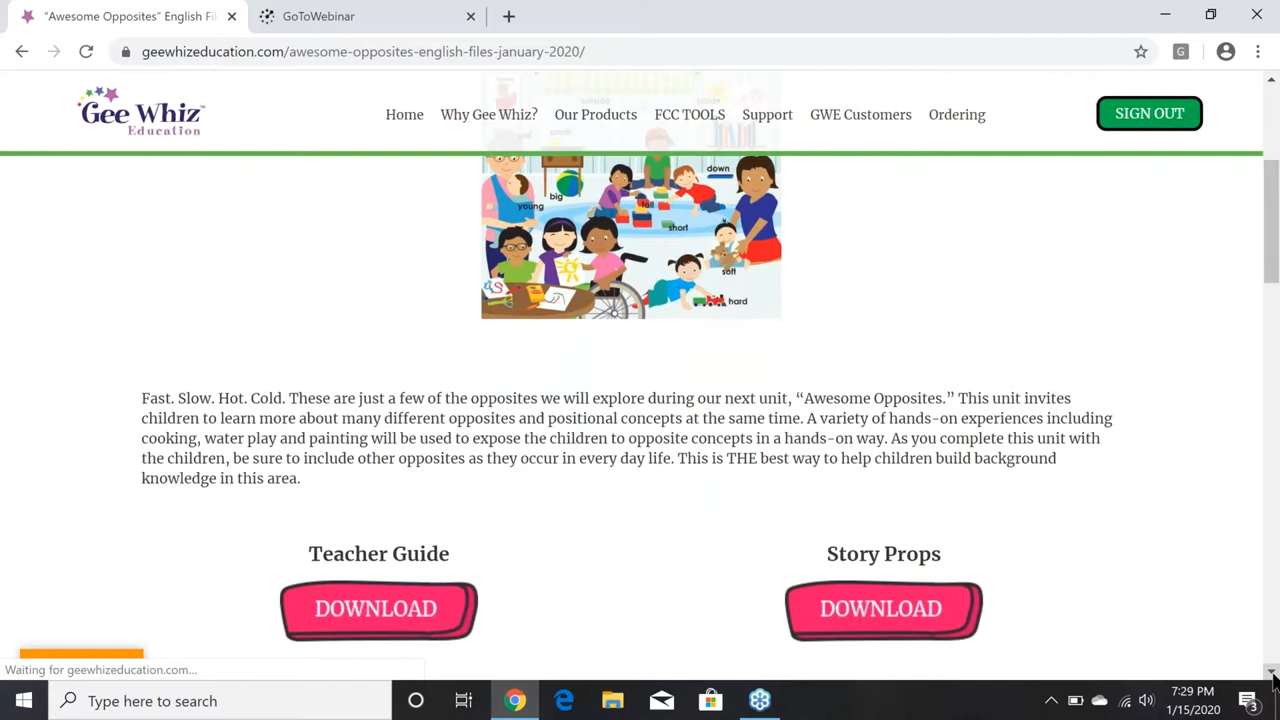 "Awesome Opposites" English Fil
GoToWebinar
geewhizeducation.com/awesome-opposites-english-files-january-2020/
G
Gee Whiz
Education
Home Why Gee Whiz? Our Products FCC TOOLS Support GWE Customers Ordering
SIGN OUT
outside inside
down
big
young
tall
short
soft
hard
Fast. Slow. Hot. Cold. These are just a few of the opposites we will explore during our next unit, “Awesome Opposites.” This unit invites
children to learn more about many different opposites and positional concepts at the same time. A variety of hands-on experiences including
cooking, water play and painting will be used to expose the children to opposite concepts in a hands-on way. As you complete this unit with
the children, be sure to include other opposites as they occur in every day life. This is THE best way to help children build background
knowledge in this area.
Teacher Guide Story Props
DOWNLOAD DOWNLOAD
Waiting for geewhizeducation.com...
Type here to search
7:29 PM
1/15/2020
3